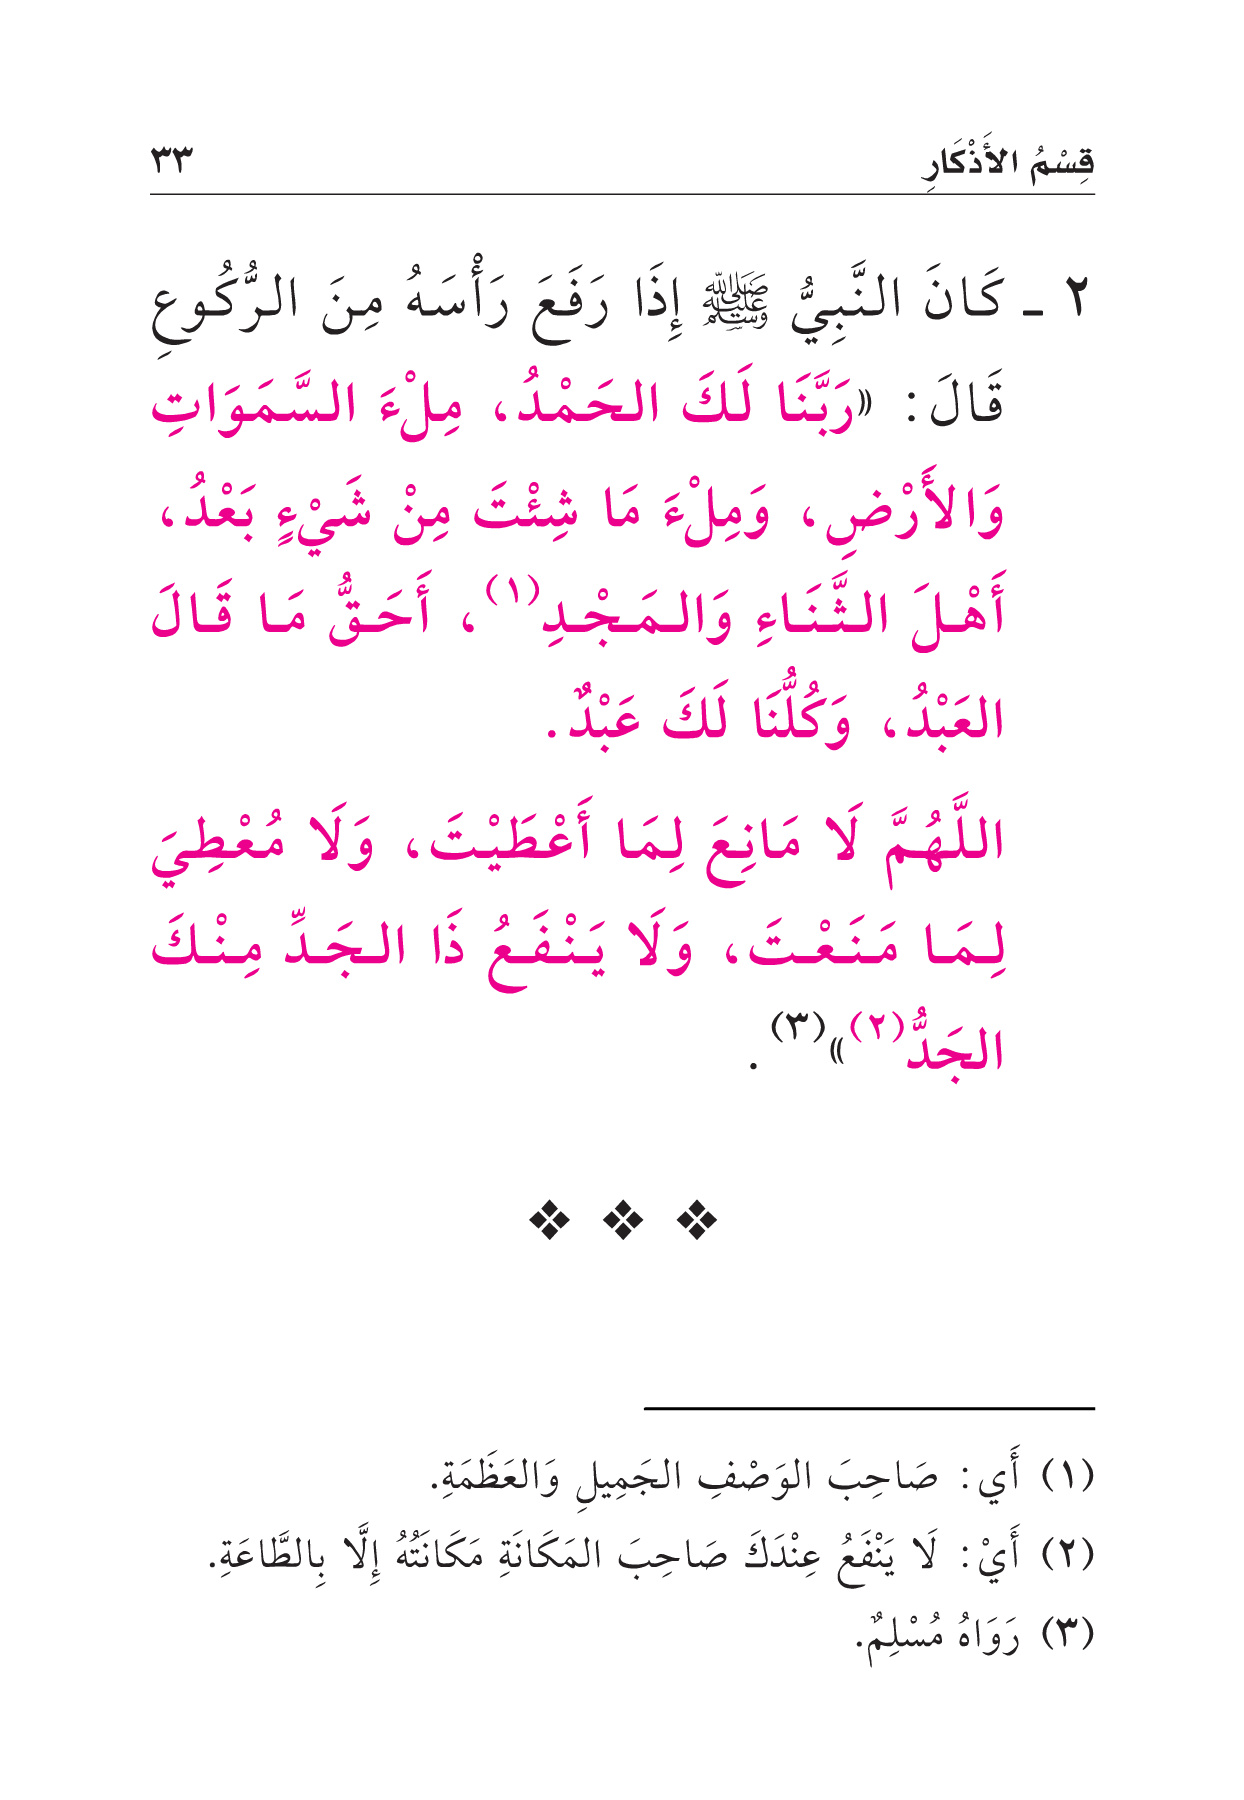 قِسْمُ الأَذْكَارِ ٣٣
٢ ـ كَانَ النَّبِيُّ ﷺ إِذَا رَفَعَ رَأْسَهُ مِنَ الرُّكُوعِ
قَالَ: «رَبَّنَا لَكَ الحَمْدُ، مِلْءَ السَّمَوَاتِ
وَالأَرْضِ، وَمِلْءَ مَا شِئْتَ مِنْ شَيْءٍ بَعْدُ،
أَهْلَ الثَّنَاءِ وَالمَجْدِ(١)، أَحَقُّ مَا قَالَ
العَبْدُ، وَكُلُّنَا لَكَ عَبْدٌ.
اللَّهُمَّ لَا مَانِعَ لِمَا أَعْطَيْتَ، وَلَا مُعْطِيَ
لِمَا مَنَعْتَ، وَلَا يَنْفَعُ ذَا الجَدِّ مِنْكَ
الجَدُّ(٢)»(٣).
(١) أَي: صَاحِبَ الوَصْفِ الجَمِيلِ وَالعَظَمَةِ.
(٢) أَيْ: لَا يَنْفَعُ عِنْدَكَ صَاحِبَ المَكَانَةِ مَكَانَتُهُ إِلَّا بِالطَّاعَةِ.
(٣) رَوَاهُ مُسْلِمٌ.